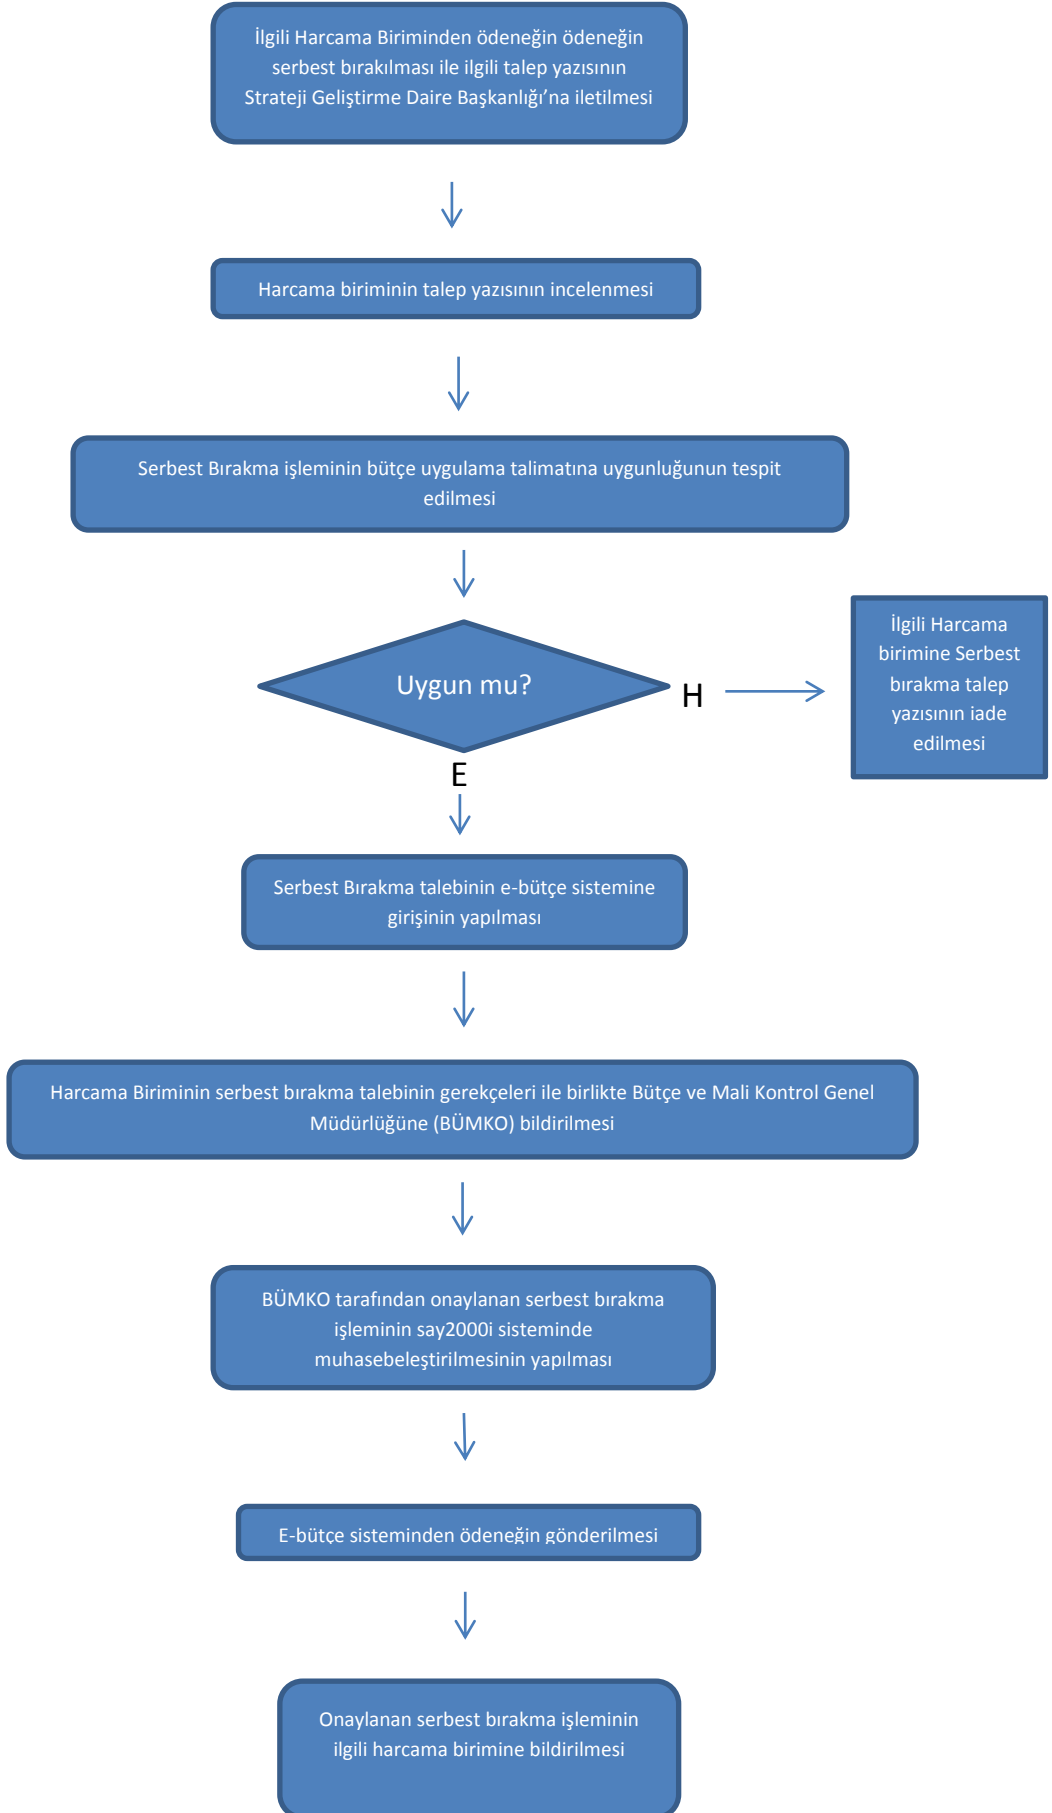 İlgili Harcama Biriminden ödeneğin ödeneğin
serbest bırakılması ile ilgili talep yazısının
Strateji Geliştirme Daire Başkanlığı’na iletilmesi
Harcama biriminin talep yazısının incelenmesi
Serbest Bırakma işleminin bütçe uygulama talimatına uygunluğunun tespit
edilmesi
Uygun mu?
H
İlgili Harcama
birimine Serbest
bırakma talep
yazısının iade
edilmesi
E
Serbest Bırakma talebinin e-bütçe sistemine
girişinin yapılması
Harcama Biriminin serbest bırakma talebinin gerekçeleri ile birlikte Bütçe ve Mali Kontrol Genel
Müdürlüğüne (BÜMKO) bildirilmesi
BÜMKO tarafından onaylanan serbest bırakma
işleminin say2000i sisteminde
muhasebeleştirilmesinin yapılması
E-bütçe sisteminden ödeneğin gönderilmesi
Onaylanan serbest bırakma işleminin
ilgili harcama birimine bildirilmesi